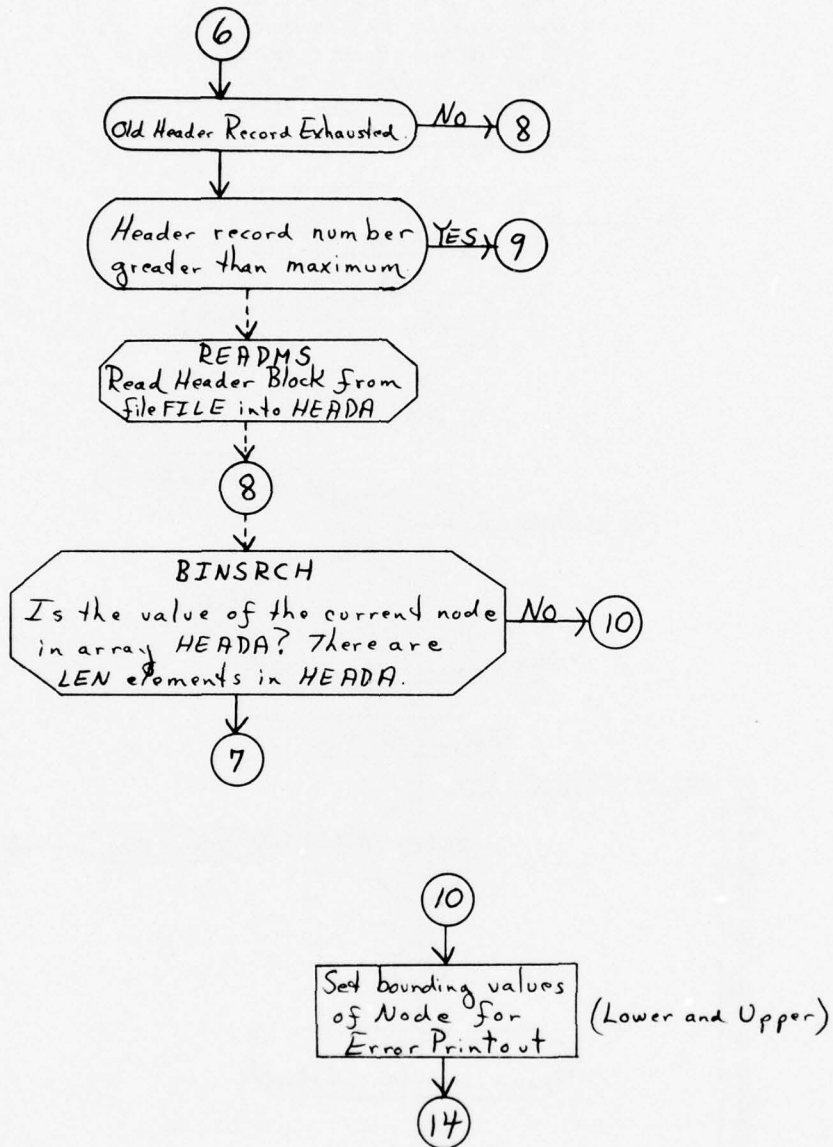 6
Old Header Record Exhausted.
NO
8
Header record number
greater than maximum.
YES
9
READMS
Read Header Block from
file FILE into HEADA
8
BINSRCH
Is the value of the current node
in array HEADA? There are
LEN elements in HEADA.
NO
10
7
10
Set bounding values
of Node for
Error Printout
(Lower and Upper)
14